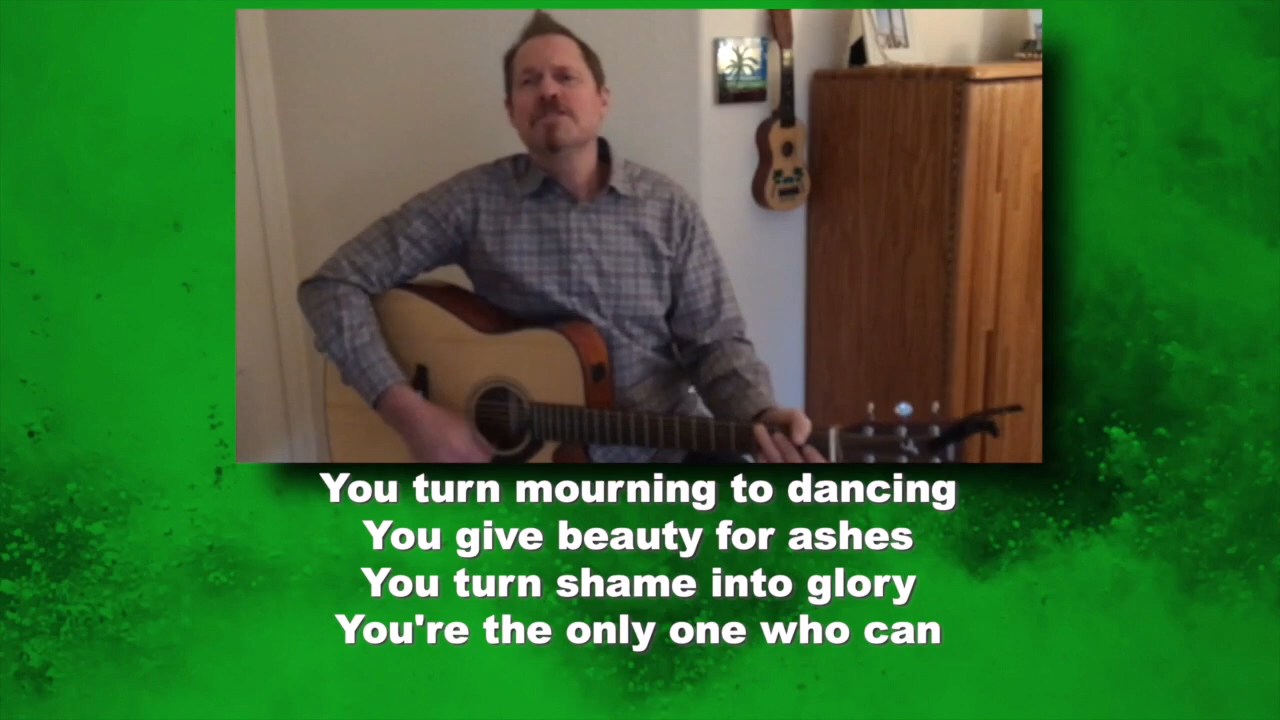 You turn mourning to dancing
You give beauty for ashes
You turn shame into glory
You're the only one who can